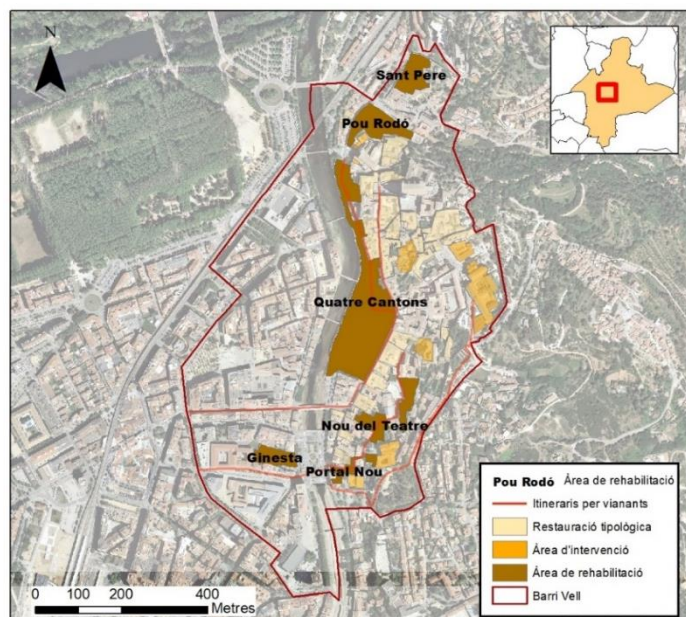 N
Sant Pere
Pou Rodó
Quatre Cantons
Nou del Teatre
Ginesta
Portal Nou
Pou Rodó Àrea de rehabilitació
Itineraris per vianants
Restauració tipològica
Àrea d'intervenció
Àrea de rehabilitació
Barri Vell
0 100 200 400
Metres